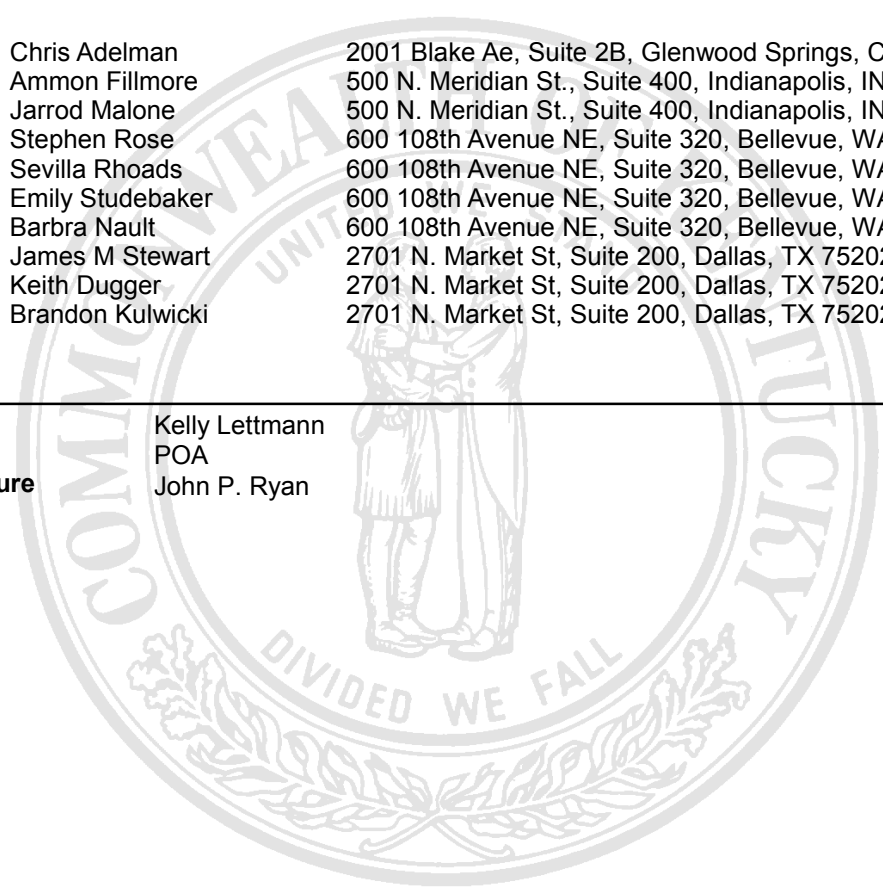 Chris Adelman 2001 Blake Ae, Suite 2B, Glenwood Springs,
Ammon Fillmore 500 N. Meridian St., Suite 400, Indianapolis, IN
Jarrod Malone 500 N. Meridian St., Suite 400, Indianapolis, IN
Stephen Rose 600 108th Avenue NE, Suite 320, Bellevue, WA
Sevilla Rhoads 600 108th Avenue NE, Suite 320, Bellevue, WA
Emily Studebaker 600 108th Avenue NE, Suite 320, Bellevue, WA
Barbra Nault 600 108th Avenue NE, Suite 320, Bellevue, WA
James M Stewart 2701 N. Market St, Suite 200, Dallas, TX 75202
Keith Dugger 2701 N. Market St, Suite 200, Dallas, TX 75202
Brandon Kulwicki 2701 N. Market St, Suite 200, Dallas, TX 75202
Kelly Lettmann
POA
ure John P. Ryan
COMMONWEALTH OF KENTUCKY
UNITED WE STAND
DIVIDED WE FALL